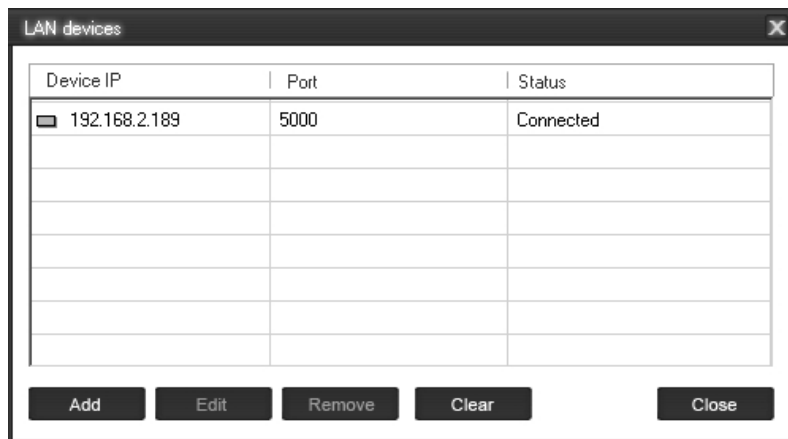 LAN devices X
Device IP Port Status
192.168.2.189 5000 Connected
Add Edit Remove Clear Close